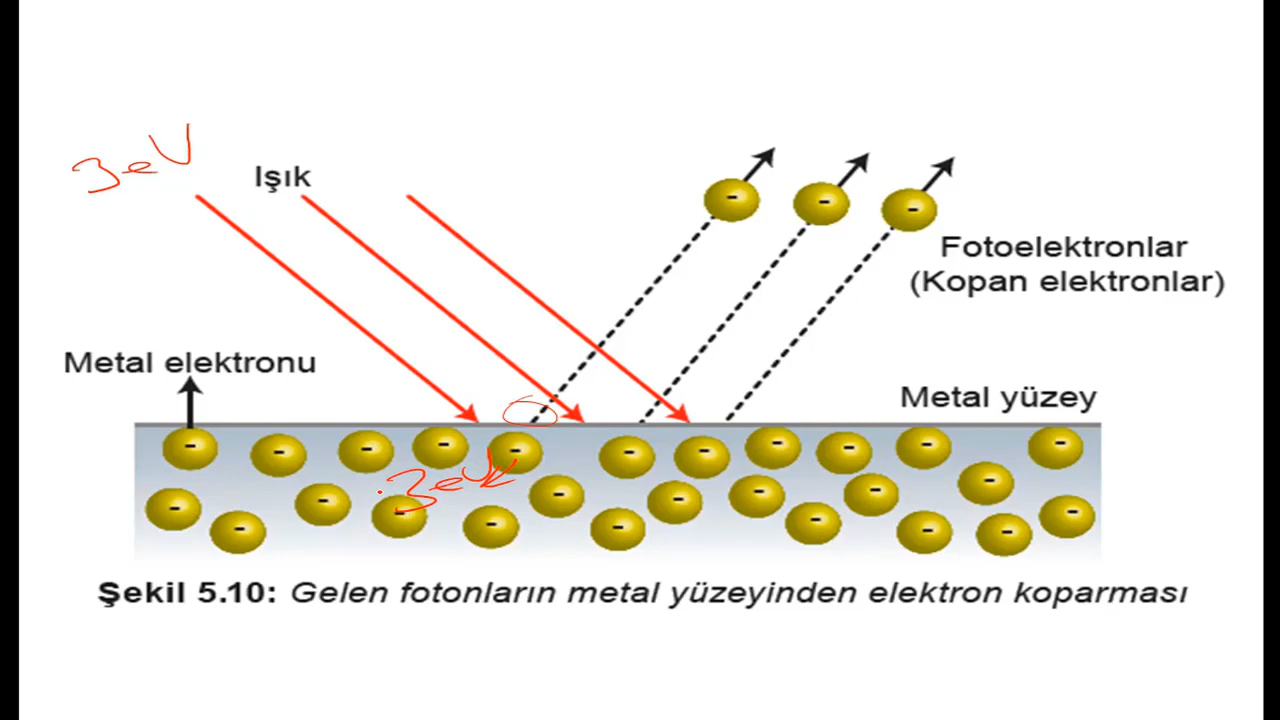 3eV
Işık
Fotoelektronlar
(Kopan elektronlar)
Metal elektronu
Metal yüzey
3eV
Şekil 5.10: Gelen fotonların metal yüzeyinden elektron koparması